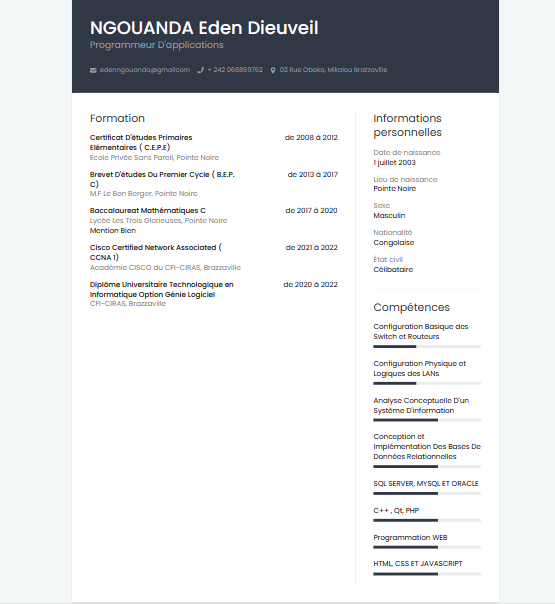 NGOUANDA Eden Dieuveil
Programmeur D'applications
edenngouanda@gmailcom + 242 066869762 02 Rue Oboko, Mikalou Brazzaville
Formation
Certificat D'études Primaires de 2008 à 2012
Elémentaires ( C.E.P.E)
Ecole Privée Sans Pareil, Pointe Noire
Brevet D'études Du Premier Cycle ( B.E.P. de 2013 à 2017
C)
M.F Le Bon Berger, Pointe Noire
Baccalaureat Mathématiques C de 2017 à 2020
Lycée Les Trois Glorieuses, Pointe Noire
Mention Bien
Cisco Certified Network Associated ( de 2021 à 2022
CCNA 1)
Académie CISCO du CFI-CIRAS, Brazzaville
Diplôme Universitaire Technologique en de 2020 à 2022
Informatique Option Génie Logiciel
CFI-CIRAS, Brazzaville
Informations
personnelles
Date de naissance
1 juillet 2003
Lieu de naissance
Pointe Noire
Sexe
Masculin
Nationalité
Congolaise
État civil
Célibataire
Compétences
Configuration Basique des
Switch et Routeurs
Configuration Physique et
Logiques des LANs
Analyse Conceptuelle D'un
Système D'information
Conception et
Implémentation Des Bases De
Données Relationnelles
SQL SERVER, MYSQL ET ORACLE
C++ , Qt, PHP
Programmation WEB
HTML, CSS ET JAVASCRIPT